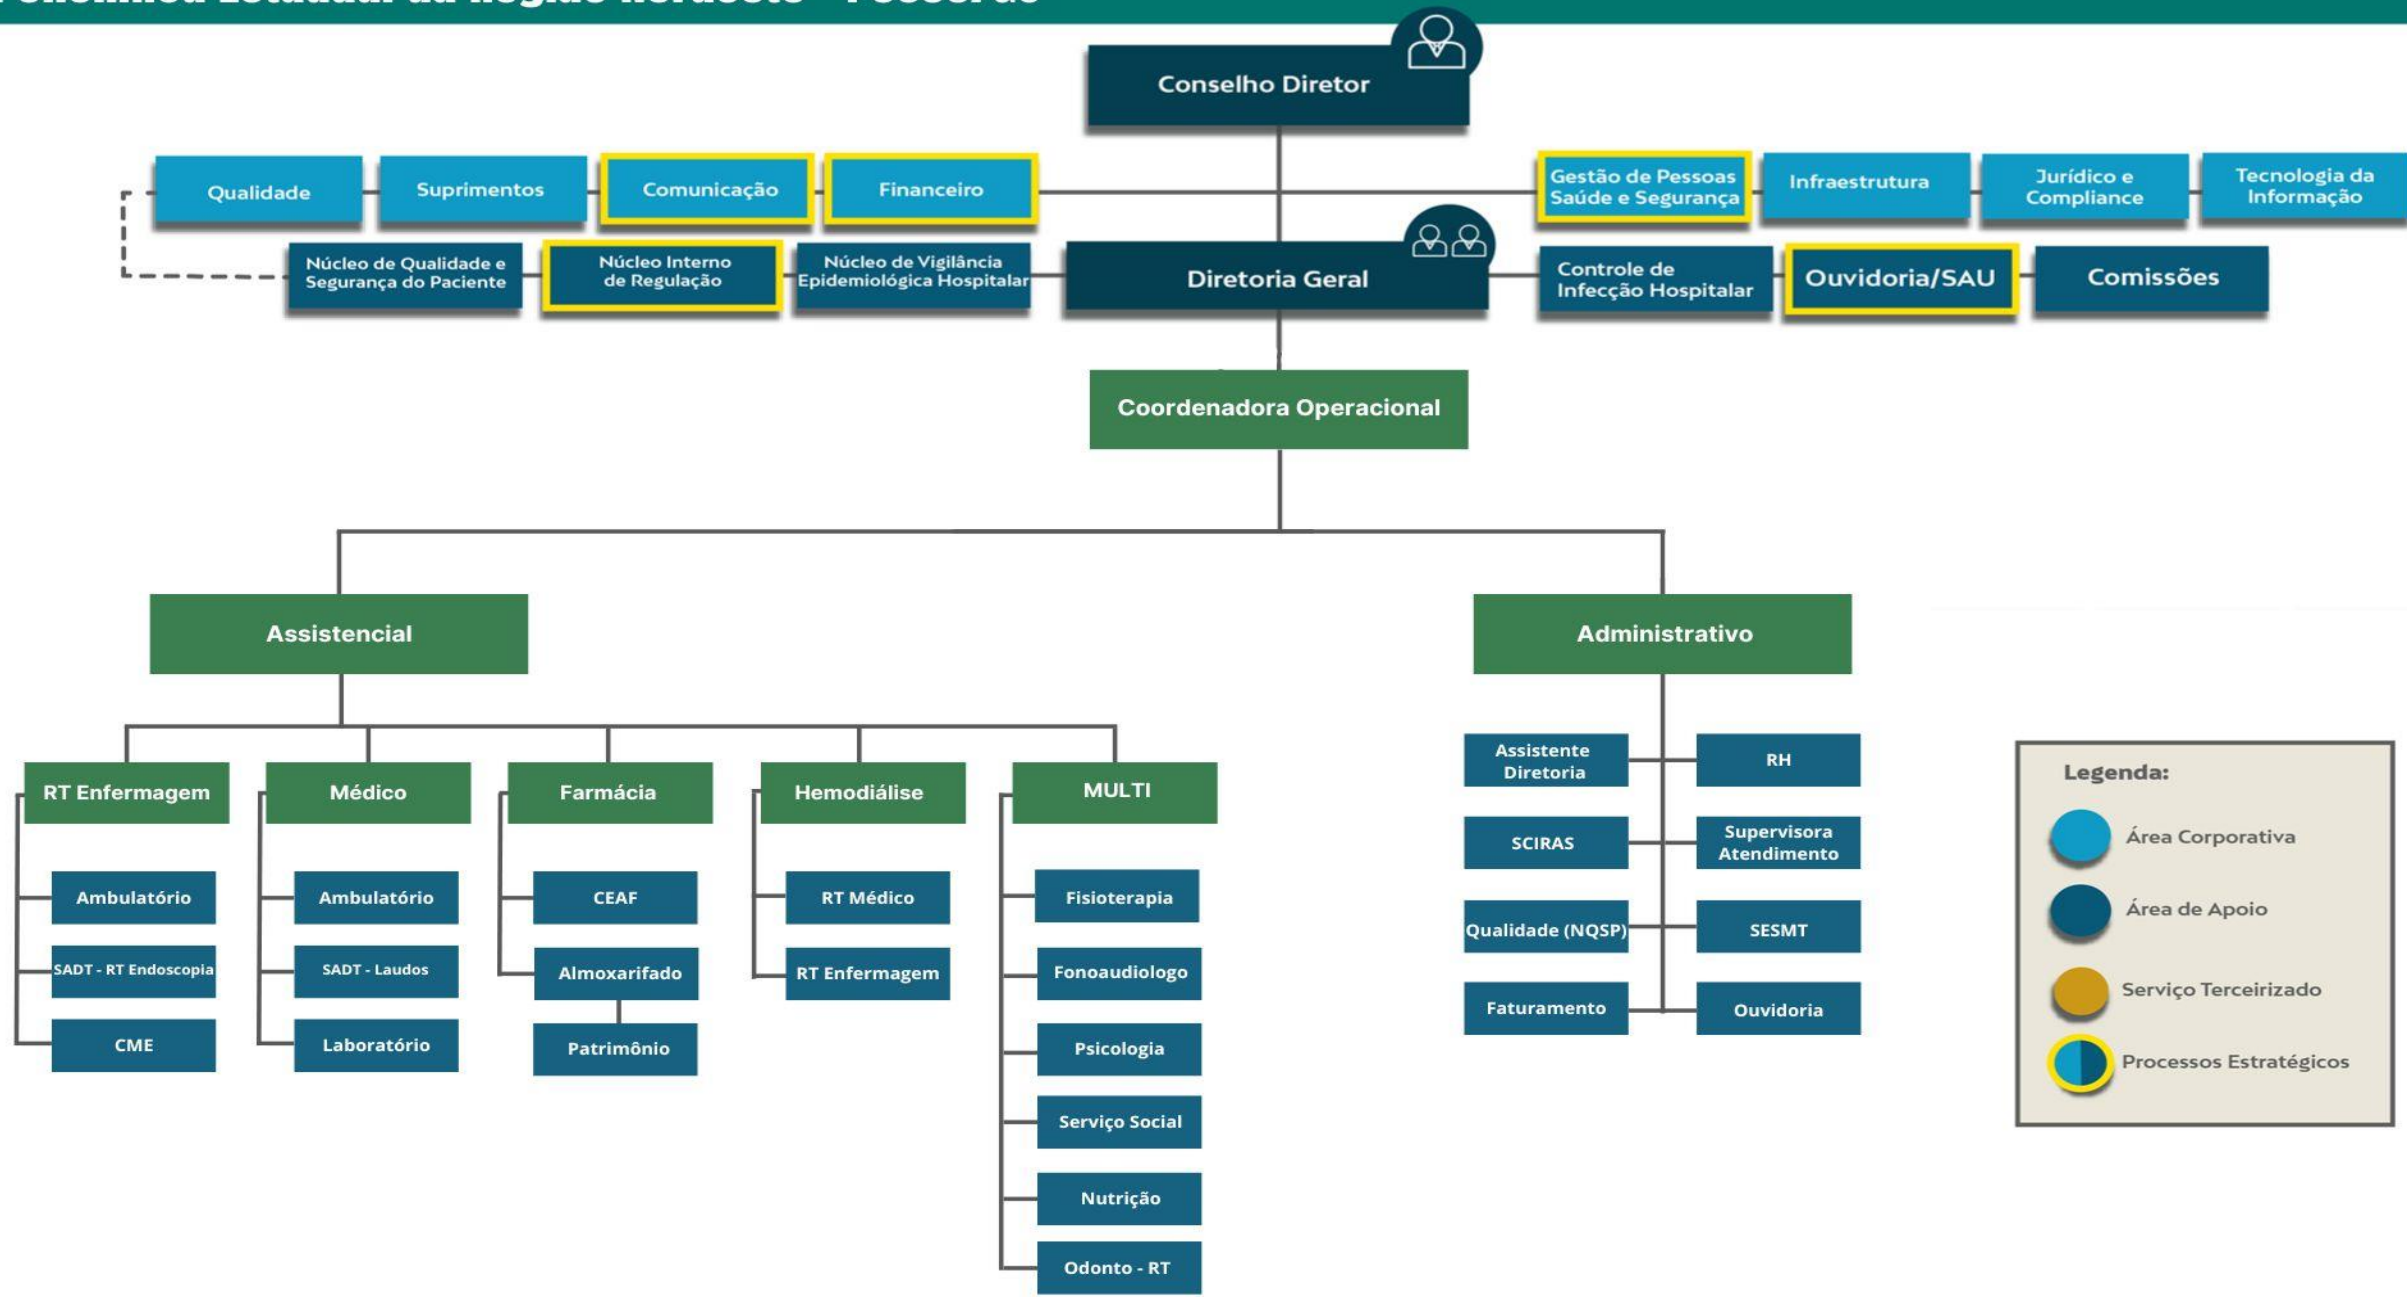 Conselho Diretor
Qualidade
Suprimentos
Comunicação
Financeiro
Gestão de Pessoas
Saúde e Segurança
Infraestrutura
Jurídico e
Compliance
Tecnologia da
Informação
Núcleo de Qualidade e
Segurança do Paciente
Núcleo Interno
de Regulação
Núcleo de Vigilância
Epidemiológica Hospitalar
Diretoria Geral
Controle de
Infecção Hospitalar
Ouvidoria/SAU
Comissões
Coordenadora Operacional
Assistencial
Administrativo
RT Enfermagem
Ambulatório
SADT - RT Endoscopia
CME
Médico
Ambulatório
SADT - Laudos
Laboratório
Farmácia
CEAF
Almoxarifado
Patrimônio
Hemodiálise
RT Médico
RT Enfermagem
MULTI
Fisioterapia
Fonoaudiologo
Psicologia
Serviço Social
Nutrição
Odonto - RT
Assistente
Diretoria
RH
SCIRAS
Supervisora
Atendimento
Qualidade (NQSP)
SESMT
Faturamento
Ouvidoria
Legenda:
Área Corporativa
Área de Apoio
Serviço Terceirizado
Processos Estratégicos